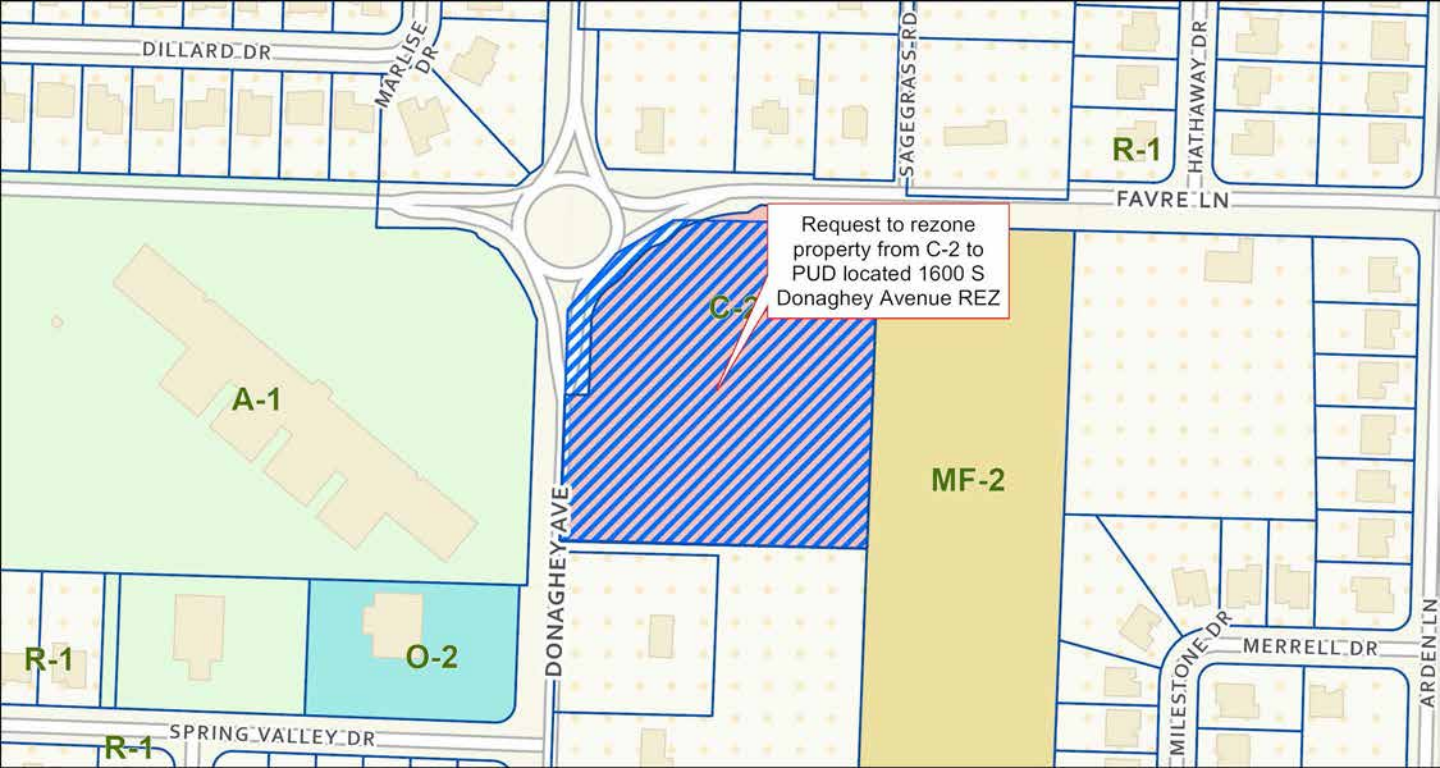 DILLARD DR
MARLISE
DR
SAGEGRASS RD
HATHAWAY DR
R-1
FAVRE LN
Request to rezone
property from C-2 to
PUD located 1600 S
Donaghey Avenue REZ
C-2
A-1
MF-2
DONAGHEY AVE
R-1
O-2
MERRELL DR
MILESTONE DR
ARDEN LN
SPRING VALLEY DR
R-1